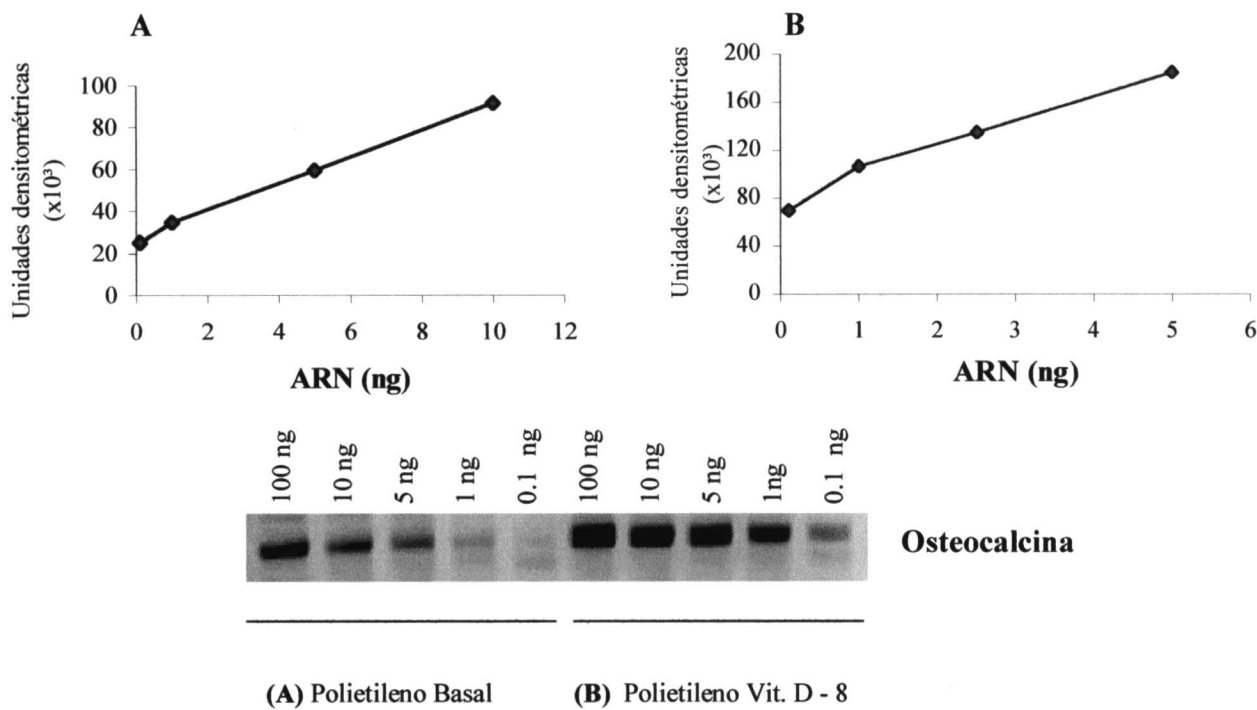 A
Unidades densitométricas
(x10³)
100
80
60
40
20
0
0 2 4 6 8 10 12
ARN (ng)
B
Unidades densitométricas
(x10³)
200
160
120
80
40
0
0 1 2 3 4 5 6
ARN (ng)
100 ng
10 ng
5 ng
1 ng
0.1 ng
100 ng
10 ng
5 ng
1ng
0.1 ng
Osteocalcina
(A) Polietileno Basal
(B) Polietileno Vit. D - 8